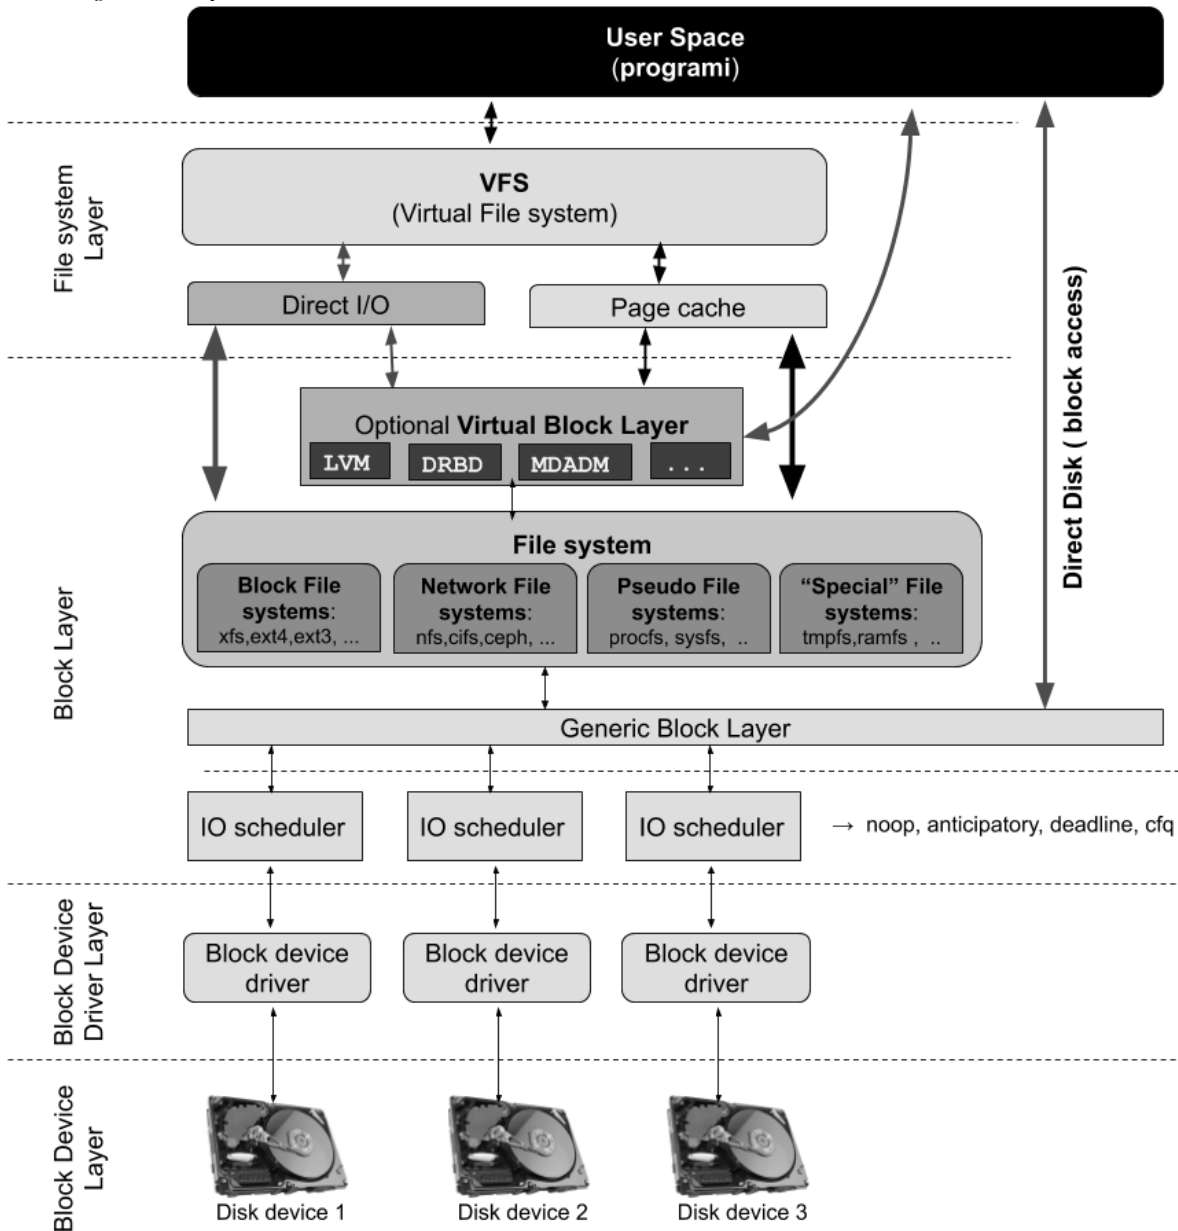 User Space
(programi)
File system
Layer
VFS
(Virtual File system)
Direct I/O
Page cache
Direct Disk ( block access)
Optional Virtual Block Layer
LVM
DRBD
MDADM
...
Block Layer
File system
Block File
systems:
xfs,ext4,ext3, ...
Network File
systems:
nfs,cifs,ceph, ...
Pseudo File
systems:
procfs, sysfs, ..
“Special” File
systems:
tmpfs,ramfs , ..
Generic Block Layer
IO scheduler
IO scheduler
IO scheduler
→ noop, anticipatory, deadline, cfq
Block Device
Driver Layer
Block device
driver
Block device
driver
Block device
driver
Block Device
Layer
Disk device 1
Disk device 2
Disk device 3